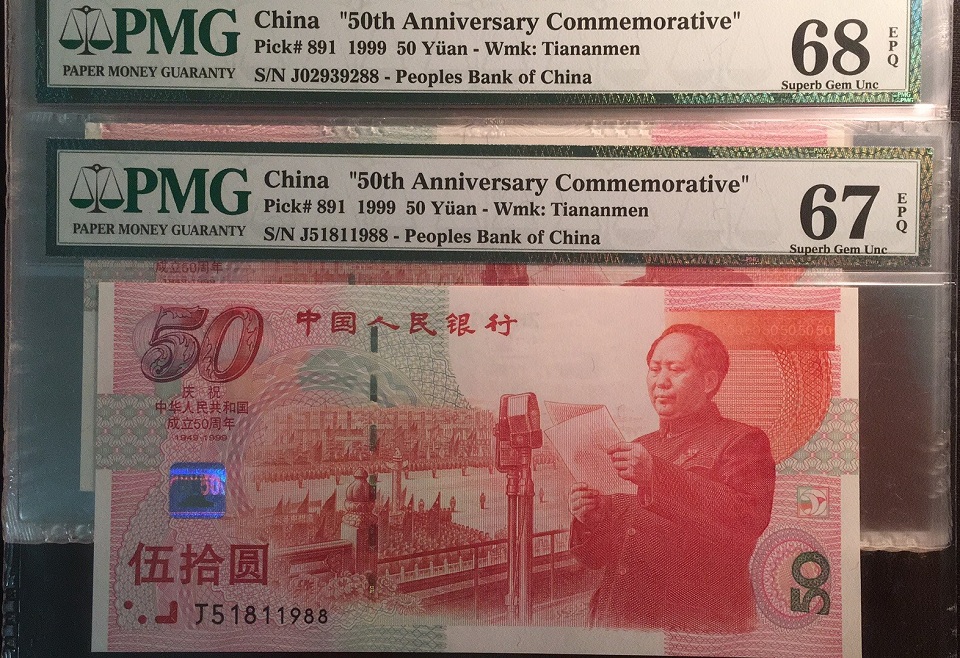 PMG
PAPER MONEY GUARANTY
China "50th Anniversary Commemorative"
Pick# 891 1999 50 Yüan - Wmk: Tiananmen
S/N J02939288 - Peoples Bank of China
68
EPQ
Superb Gem Unc
PMG
PAPER MONEY GUARANTY
China "50th Anniversary Commemorative"
Pick# 891 1999 50 Yüan - Wmk: Tiananmen
S/N J51811988 - Peoples Bank of China
67
EPQ
Superb Gem Unc
成立50周年
1949-1999
50
中国人民银行
庆祝
中华人民共和国
成立50周年
1949-1999
50
伍拾圆
J51811988
50